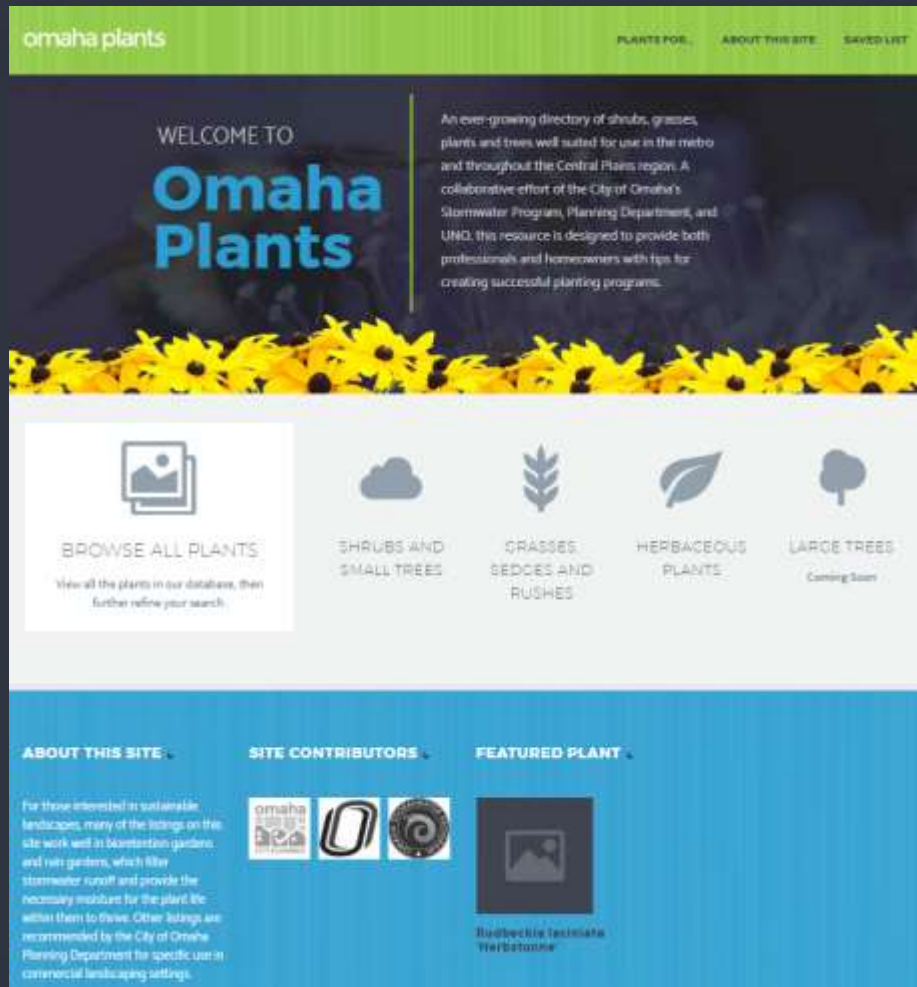 omaha plants
PLANTS FOR...
ABOUT THIS SITE
SAVED LIST
WELCOME TO
Omaha
Plants
An ever-growing directory of shrubs, grasses,
plants and trees well suited for use in the metro
and throughout the Central Plains region. A
collaborative effort of the City of Omaha's
Stormwater Program, Planning Department, and
UNO, this resource is designed to provide both
professionals and homeowners with tips for
creating successful planting programs.
BROWSE ALL PLANTS
View all the plants in our database, then
further refine your search.
SHRUBS AND
SMALL TREES
GRASSES,
SEDGES AND
RUSHES
HERBACEOUS
PLANTS
LARGE TREES
Coming Soon
ABOUT THIS SITE
For those interested in sustainable
landscapes, many of the listings on this
site work well in bioretention gardens
and rain gardens, which filter
stormwater runoff and provide the
necessary moisture for the plant life
within them to thrive. Other listings are
recommended by the City of Omaha
Planning Department for specific use in
commercial landscaping settings.
SITE CONTRIBUTORS
omaha
FEATURED PLANT
Rudbeckia laciniata
'Herbstonne'